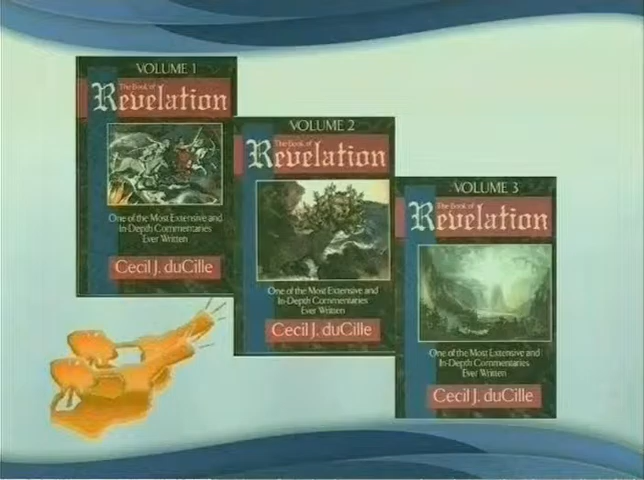 VOLUME 1
The Book of
Revelation
One of the Most Extensive and
In-Depth Commentaries
Ever Written
Cecil J. duCille
VOLUME 2
The Book of
Revelation
One of the Most Extensive and
In-Depth Commentaries
Ever Written
Cecil J. duCille
VOLUME 3
The Book of
Revelation
One of the Most Extensive and
In-Depth Commentaries
Ever Written
Cecil J. duCille